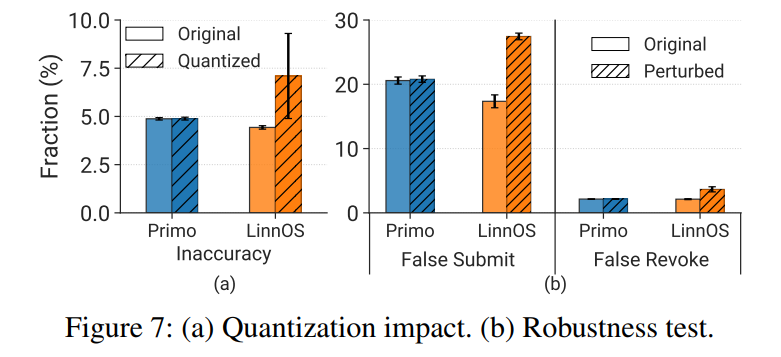 Fraction (%)
10.0
7.5
5.0
2.5
0.0
Original
Quantized
Primo
LinnOS
Inaccuracy
(a)
30
20
10
0
Original
Perturbed
Primo
LinnOS
Primo
LinnOS
False Submit
False Revoke
(b)
Figure 7: (a) Quantization impact. (b) Robustness test.